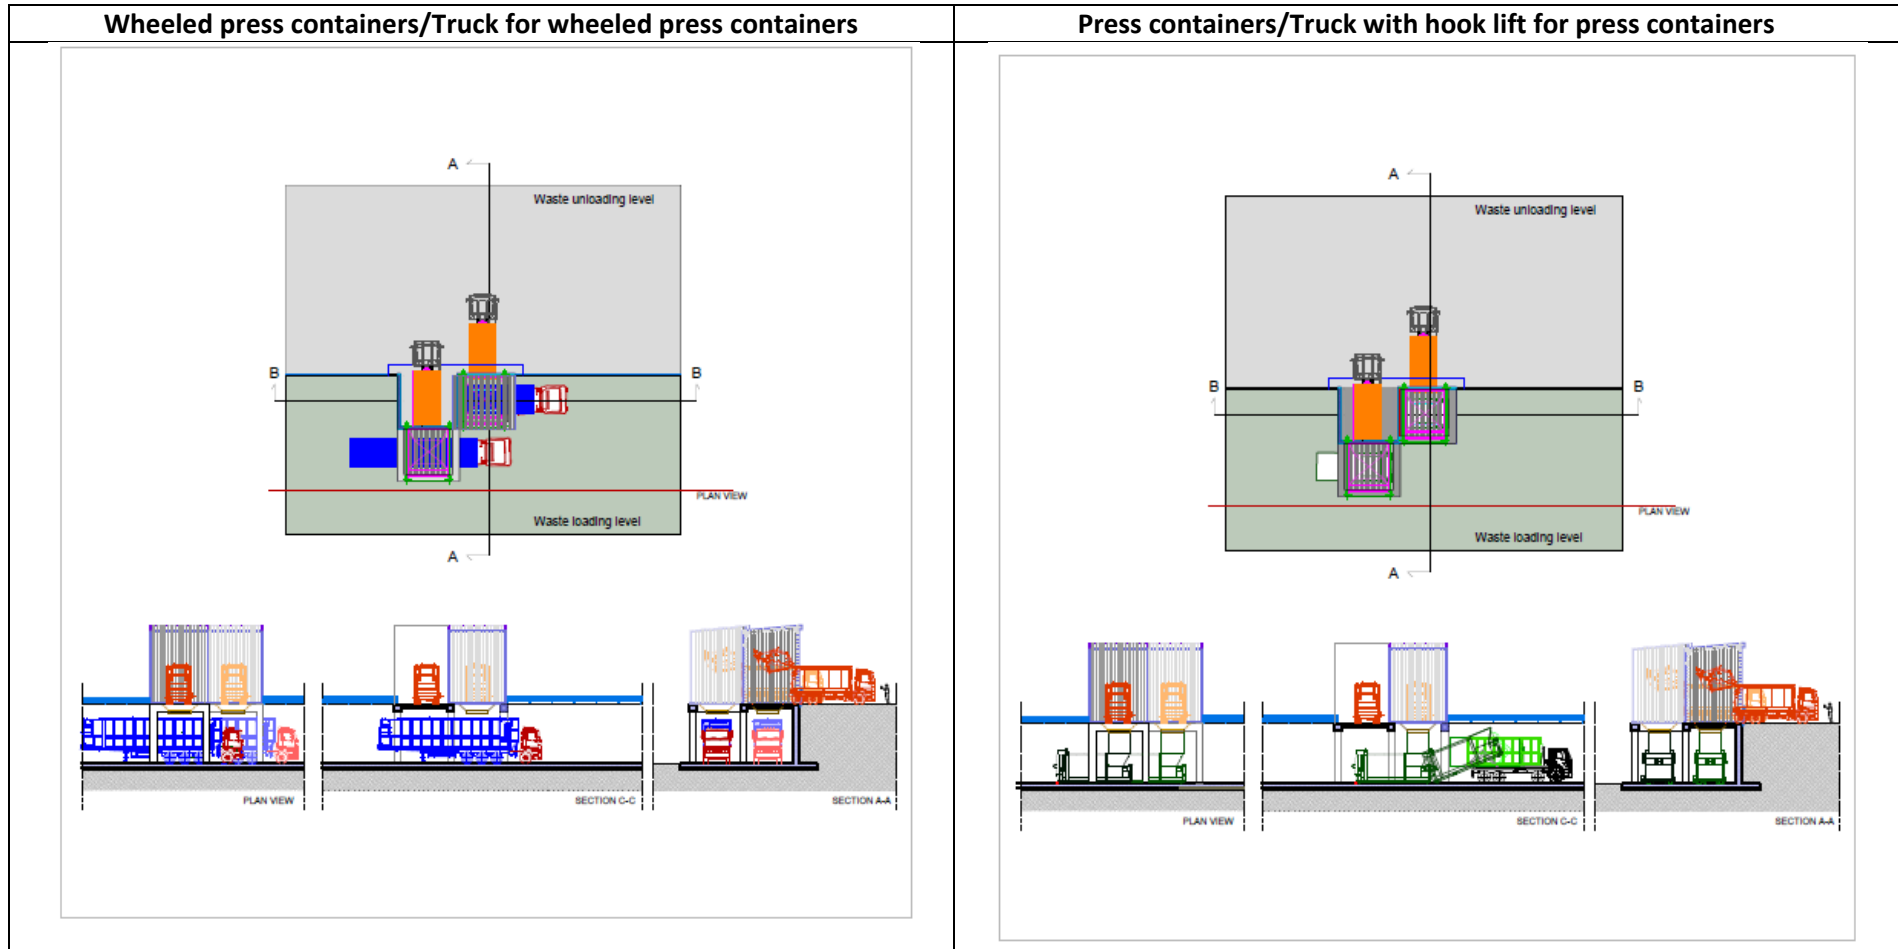 Wheeled press containers/Truck for wheeled press containers
A
Waste unloading level
B
B
PLAN VIEW
Waste loading level
A
PLAN VIEW
SECTION C-C
SECTION A-A
Press containers/Truck with hook lift for press containers
A
Waste unloading level
B
B
PLAN VIEW
Waste loading level
A
PLAN VIEW
SECTION C-C
SECTION A-A